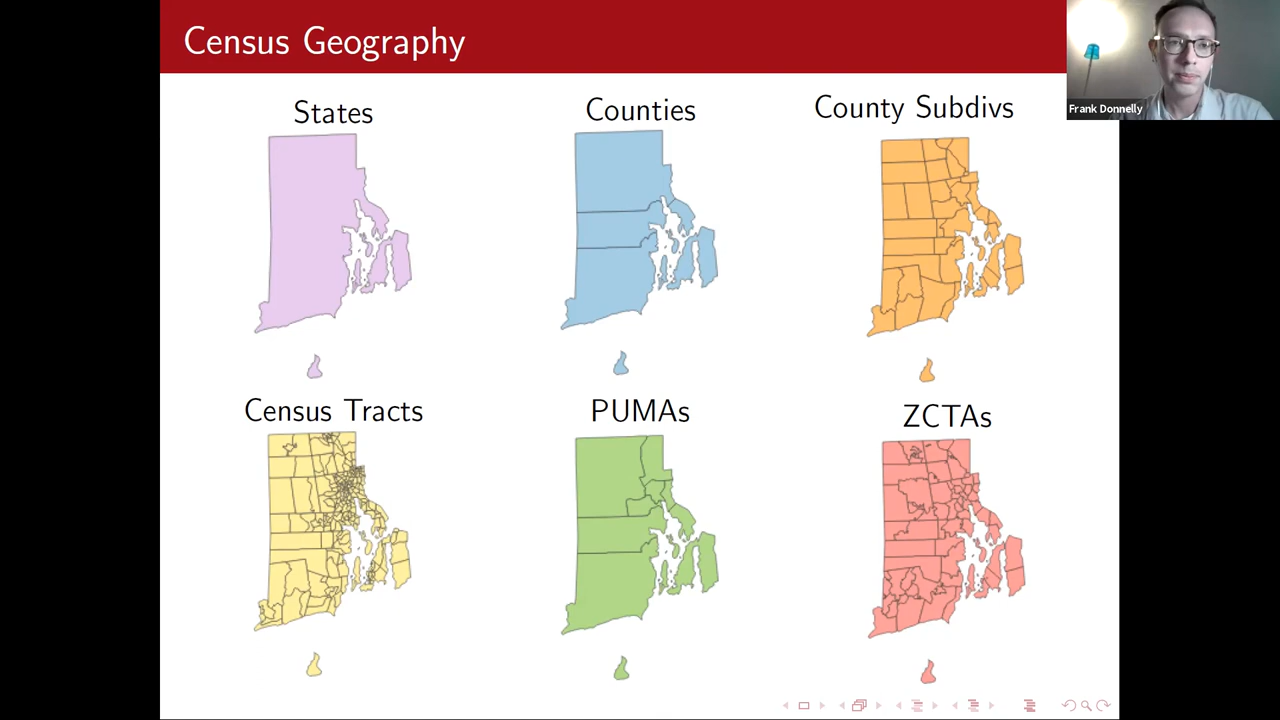 Census Geography
Frank Donnelly
States
Counties
County Subdivs
Census Tracts
PUMAs
ZCTAs